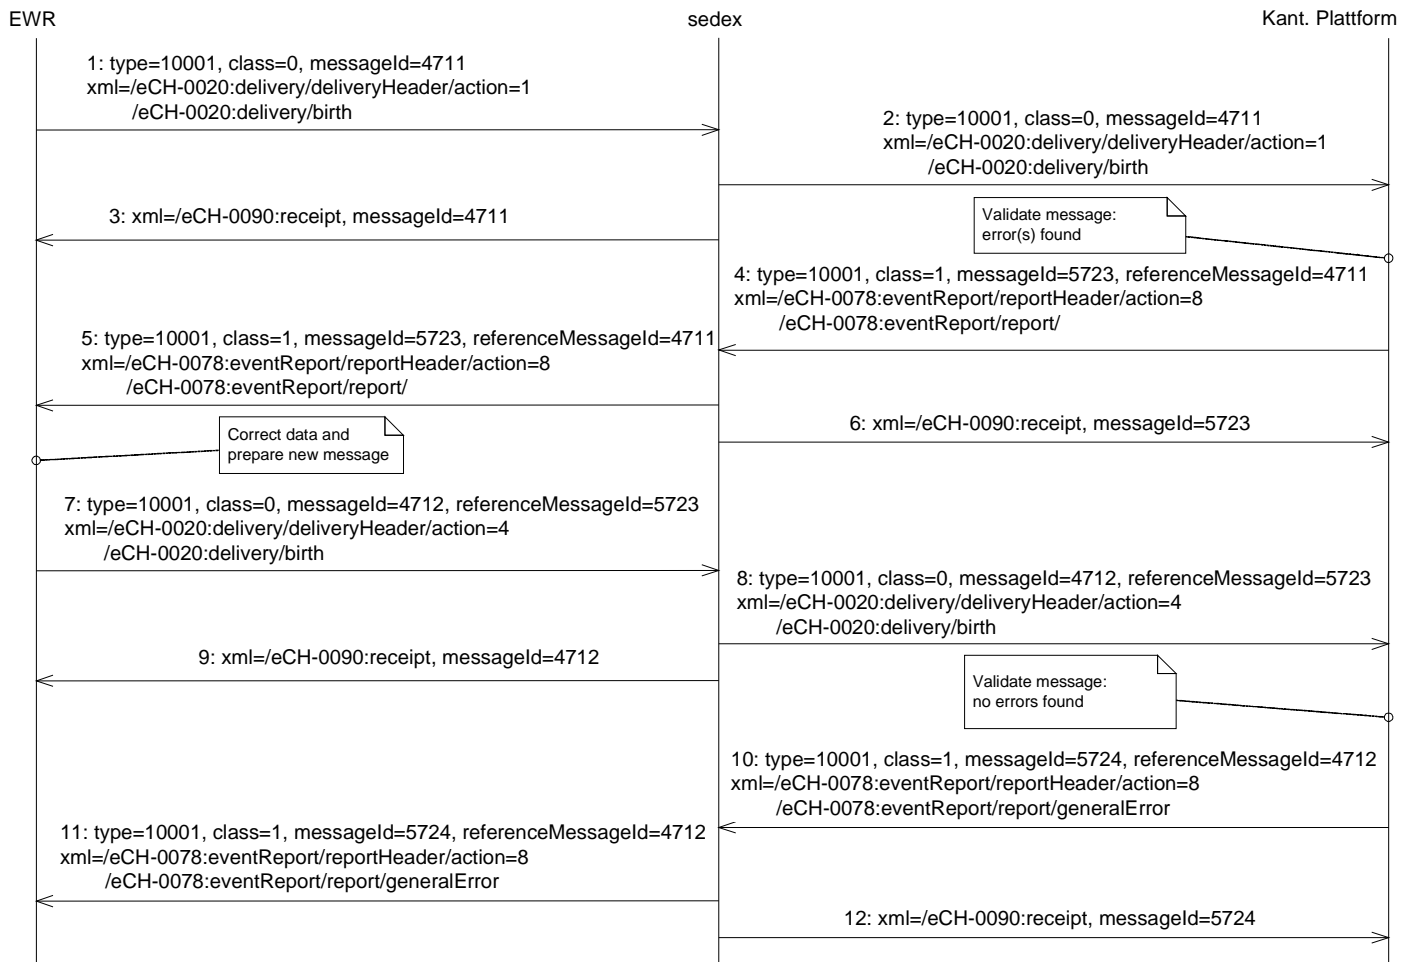 EWR
sedex
Kant. Plattform
1: type=10001, class=0, messageId=4711
xml=/eCH-0020:delivery/deliveryHeader/action=1
/eCH-0020:delivery/birth
2: type=10001, class=0, messageId=4711
xml=/eCH-0020:delivery/deliveryHeader/action=1
/eCH-0020:delivery/birth
3: xml=/eCH-0090:receipt, messageId=4711
Validate message:
error(s) found
4: type=10001, class=1, messageId=5723, referenceMessageId=4711
xml=/eCH-0078:eventReport/reportHeader/action=8
/eCH-0078:eventReport/report/
5: type=10001, class=1, messageId=5723, referenceMessageId=4711
xml=/eCH-0078:eventReport/reportHeader/action=8
/eCH-0078:eventReport/report/
6: xml=/eCH-0090:receipt, messageId=5723
Correct data and
prepare new message
7: type=10001, class=0, messageId=4712, referenceMessageId=5723
xml=/eCH-0020:delivery/deliveryHeader/action=4
/eCH-0020:delivery/birth
8: type=10001, class=0, messageId=4712, referenceMessageId=5723
xml=/eCH-0020:delivery/deliveryHeader/action=4
/eCH-0020:delivery/birth
9: xml=/eCH-0090:receipt, messageId=4712
Validate message:
no errors found
10: type=10001, class=1, messageId=5724, referenceMessageId=4712
xml=/eCH-0078:eventReport/reportHeader/action=8
/eCH-0078:eventReport/report/generalError
11: type=10001, class=1, messageId=5724, referenceMessageId=4712
xml=/eCH-0078:eventReport/reportHeader/action=8
/eCH-0078:eventReport/report/generalError
12: xml=/eCH-0090:receipt, messageId=5724